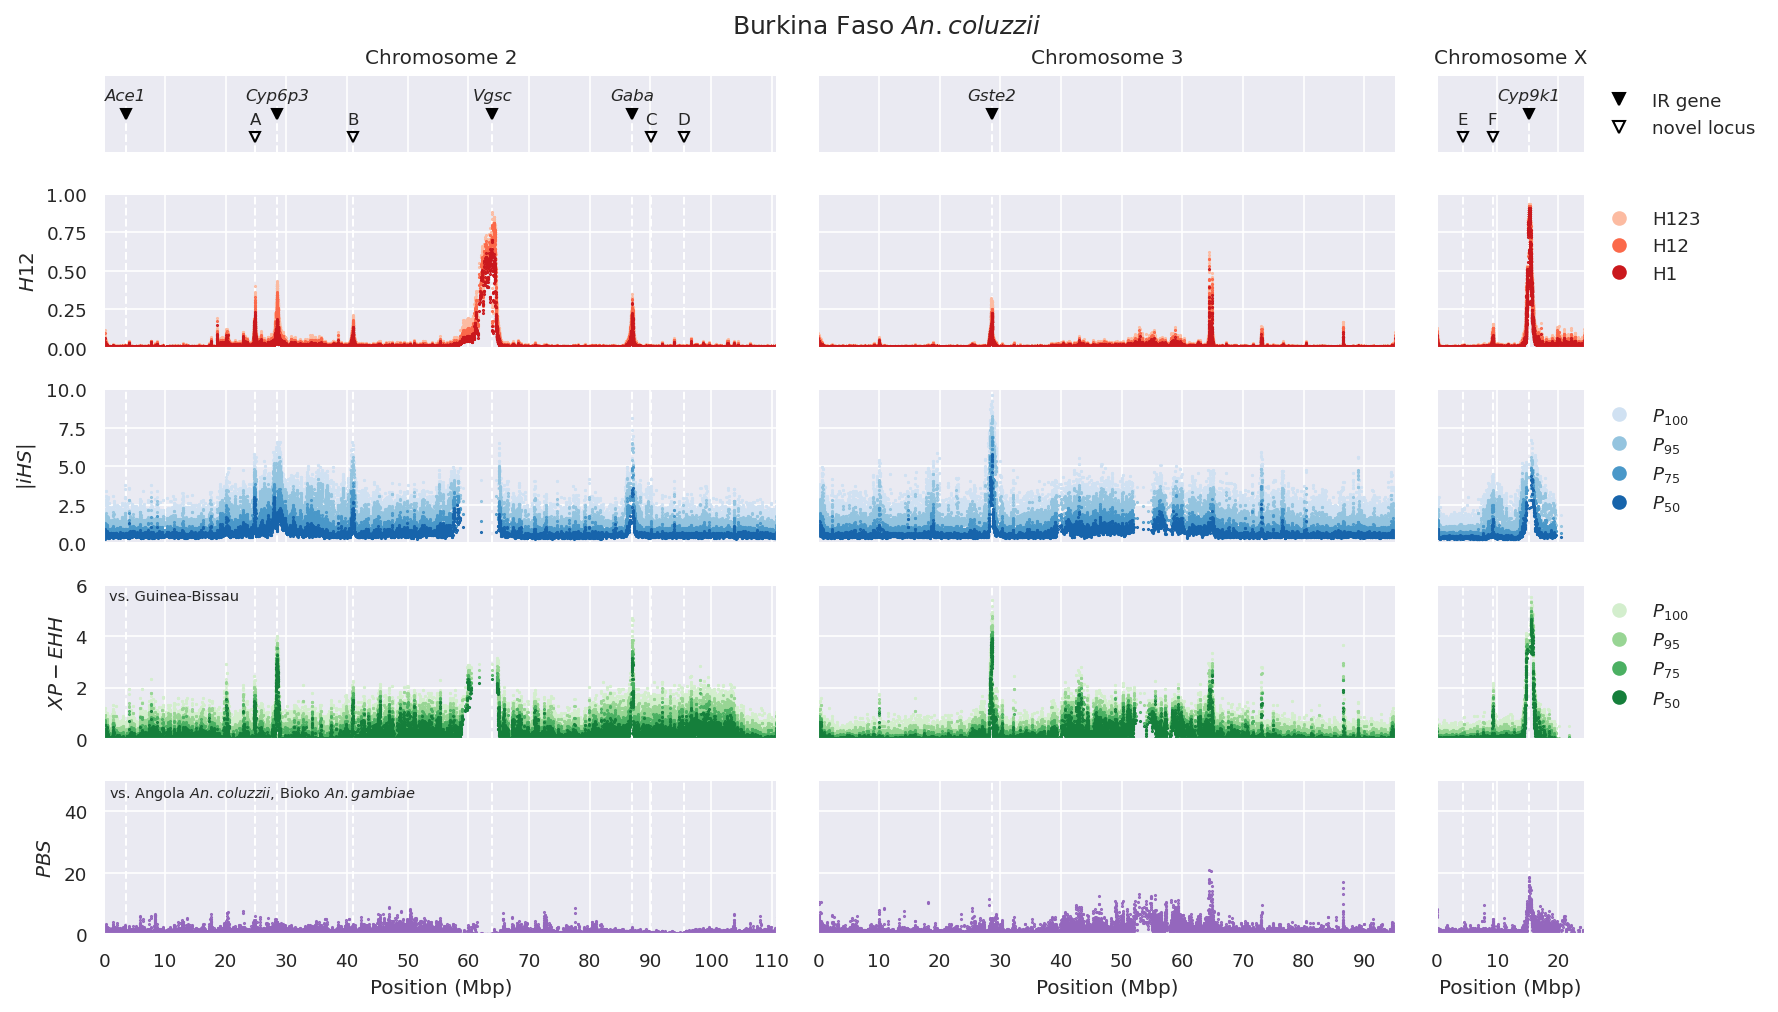 Burkina Faso An. coluzzii
Chromosome 2 Chromosome 3 Chromosome X
Ace1 Cyp6p3 Vgsc Gaba Gste2 Cyp9k1
A B C D E F
IR gene
novel locus
H12
1.00
0.75
0.50
0.25
0.00
H123
H12
H1
|iHS|
10.0
7.5
5.0
2.5
0.0
P100
P95
P75
P50
XP − EHH
vs. Guinea-Bissau
6
4
2
0
P100
P95
P75
P50
PBS
vs. Angola An. coluzzii, Bioko An. gambiae
40
20
0
0 10 20 30 40 50 60 70 80 90 100 110 0 10 20 30 40 50 60 70 80 90 0 10 20
Position (Mbp) Position (Mbp) Position (Mbp)